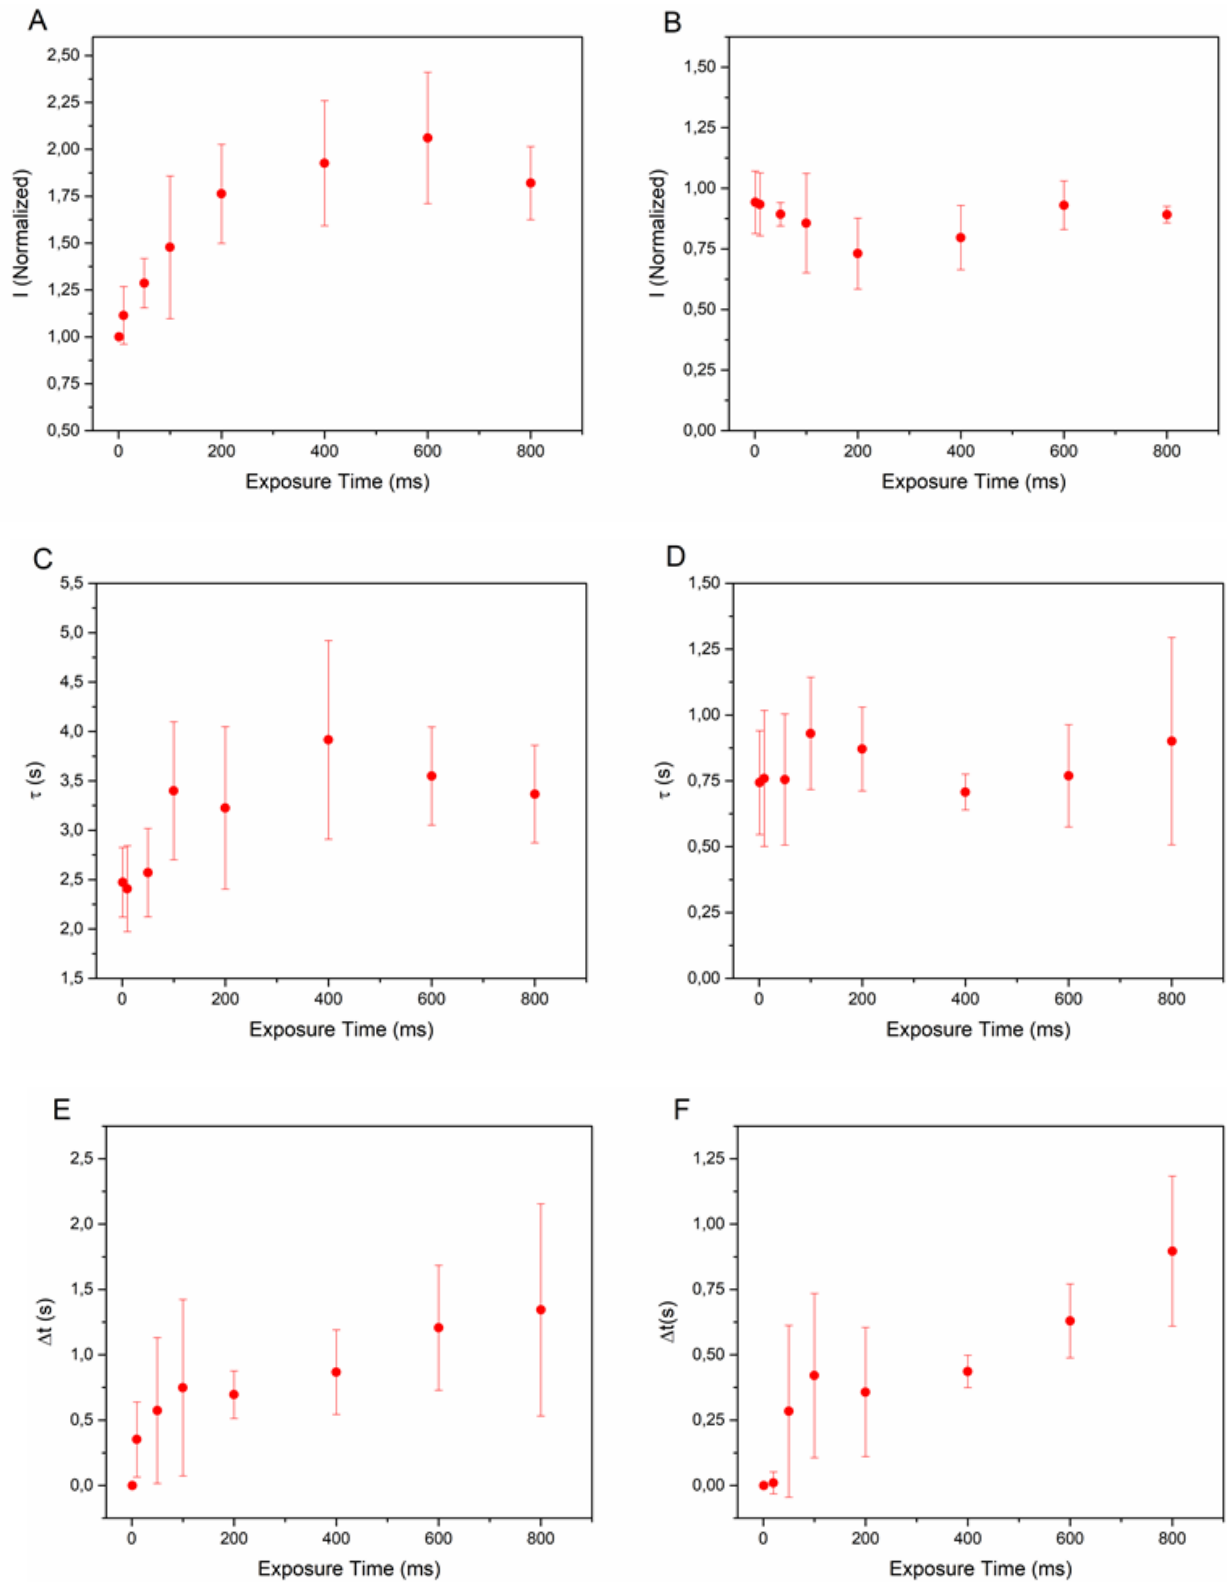 A
2,50
2,25
2,00
1,75
1,50
1,25
1,00
0,75
0,50
I (Normalized)
0 200 400 600 800
Exposure Time (ms)
B
1,50
1,25
1,00
0,75
0,50
0,25
0,00
I (Normalized)
0 200 400 600 800
Exposure Time (ms)
C
5,5
5,0
4,5
4,0
3,5
3,0
2,5
2,0
1,5
τ (s)
0 200 400 600 800
Exposure Time (ms)
D
1,50
1,25
1,00
0,75
0,50
0,25
0,00
τ (s)
0 200 400 600 800
Exposure Time (ms)
E
2,5
2,0
1,5
1,0
0,5
0,0
Δt (s)
0 200 400 600 800
Exposure Time (ms)
F
1,25
1,00
0,75
0,50
0,25
0,00
Δt(s)
0 200 400 600 800
Exposure Time (ms)